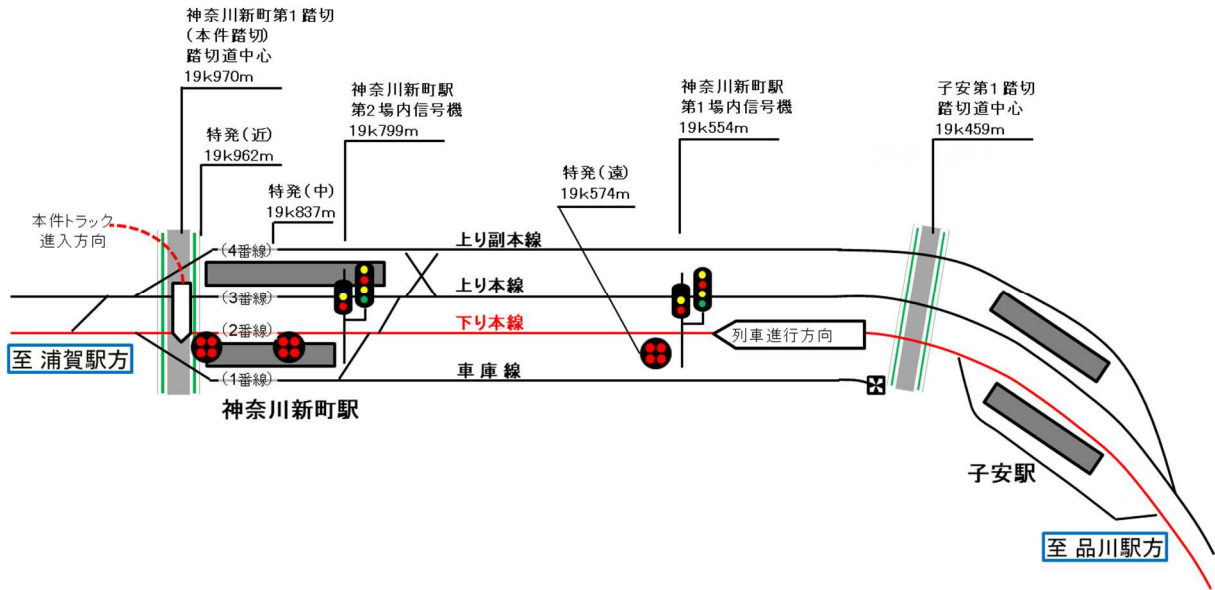 神奈川新町第1踏切
(本件踏切)
踏切道中心
19k970m
特発(近)
19k962m
特発(中)
19k837m
神奈川新町駅
第2場内信号機
19k799m
特発(遠)
19k574m
神奈川新町駅
第1場内信号機
19k554m
子安第1踏切
踏切道中心
19k459m
本件トラック
進入方向
(4番線)
上り副本線
(3番線)
上り本線
(2番線)
下り本線
列車進行方向
(1番線)
車庫線
至 浦賀駅方
神奈川新町駅
子安駅
至 品川駅方